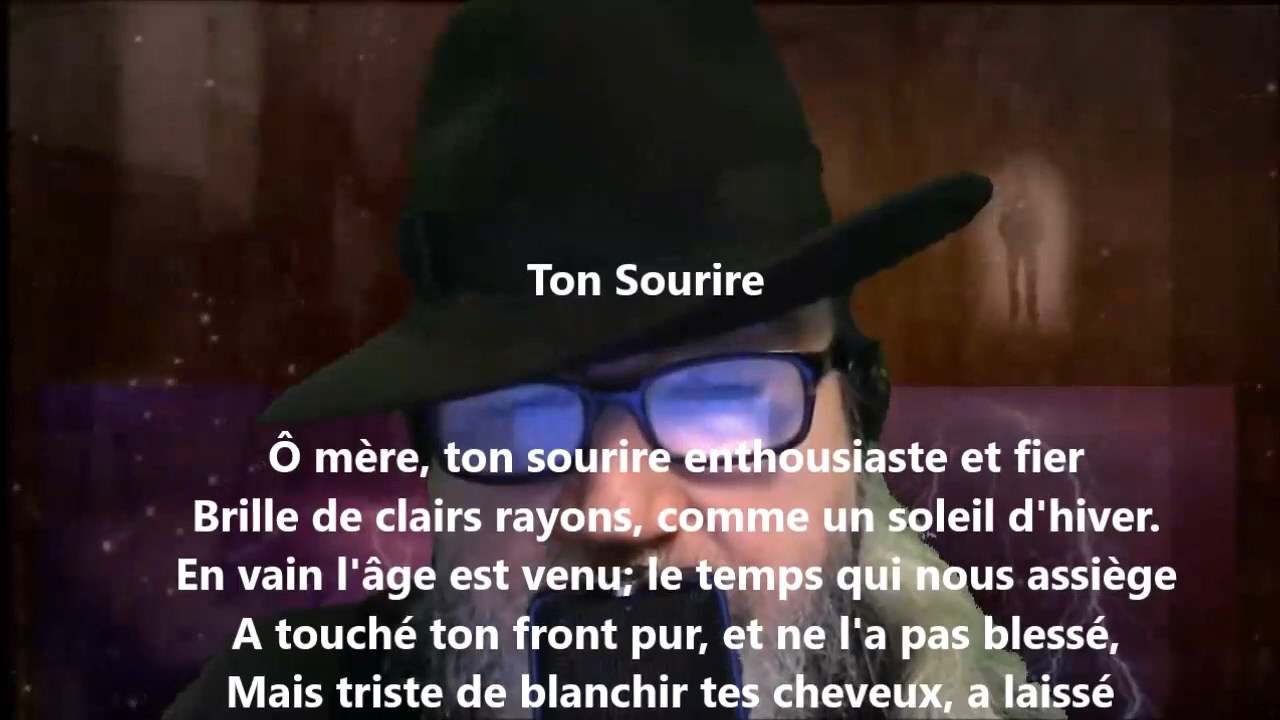 Ton Sourire
Ô mère, ton sourire enthousiaste et fier
Brille de clairs rayons, comme un soleil d'hiver.
En vain l'âge est venu; le temps qui nous assiège
A touché ton front pur, et ne l'a pas blessé,
Mais triste de blanchir tes cheveux, a laissé